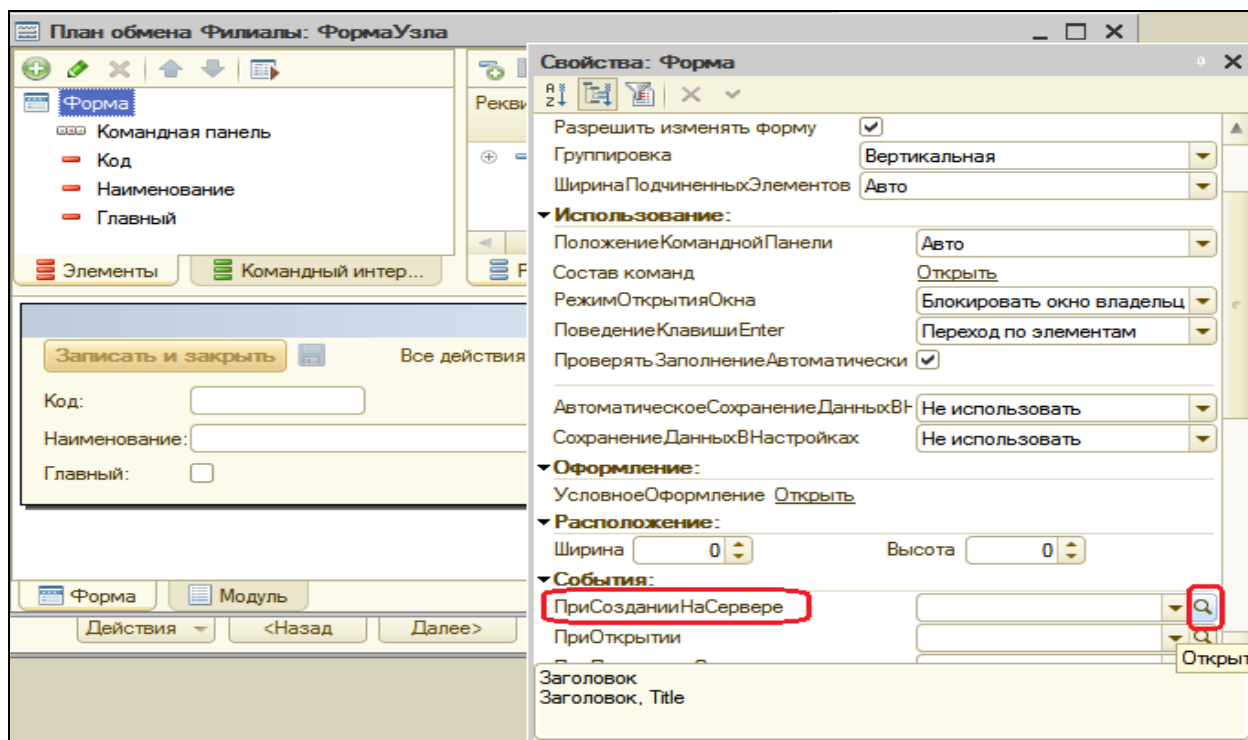 План обмена Филиалы: ФормаУзла
Форма
Командная панель
Код
Наименование
Главный
Элементы
Командный интер...
Рекви
Записать и закрыть
Все действия
Код:
Наименование:
Главный:
Форма
Модуль
Действия
<Назад
Далее>
Свойства: Форма
Разрешить изменять форму
Группировка Вертикальная
ШиринаПодчиненныхЭлементов Авто
Использование:
ПоложениеКоманднойПанели Авто
Состав команд Открыть
РежимОткрытияОкна Блокировать окно владельц
ПоведениеКлавишиEnter Переход по элементам
ПроверятьЗаполнениеАвтоматически
АвтоматическоеСохранениеДанныхВН Не использовать
СохранениеДанныхВНастройках Не использовать
Оформление:
УсловноеОформление Открыть
Расположение:
Ширина 0 Высота 0
События:
ПриСозданииНаСервере
ПриОткрытии
Открыт
Заголовок
Заголовок, Title